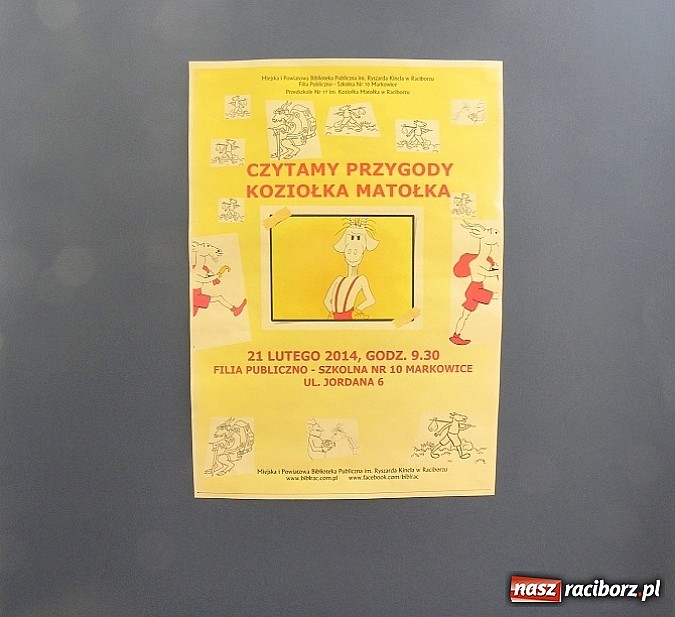 Miejska i Powiatowa Biblioteka Publiczna im. Ryszarda Kincla w Raciborzu
Filia Publiczno - Szkolna Nr 10 Markowice
Przedszkole Nr 17 im. Koziołka Matołka w Raciborzu
CZYTAMY PRZYGODY
KOZIOŁKA MATOŁKA
21 LUTEGO 2014, GODZ. 9.30
FILIA PUBLICZNO - SZKOLNA NR 10 MARKOWICE
UL. JORDANA 6
Miejska i Powiatowa Biblioteka Publiczna im. Ryszarda Kincla w Raciborzu
www.biblrac.com.pl www.facebook.com/biblrac
nasz raciborz.pl